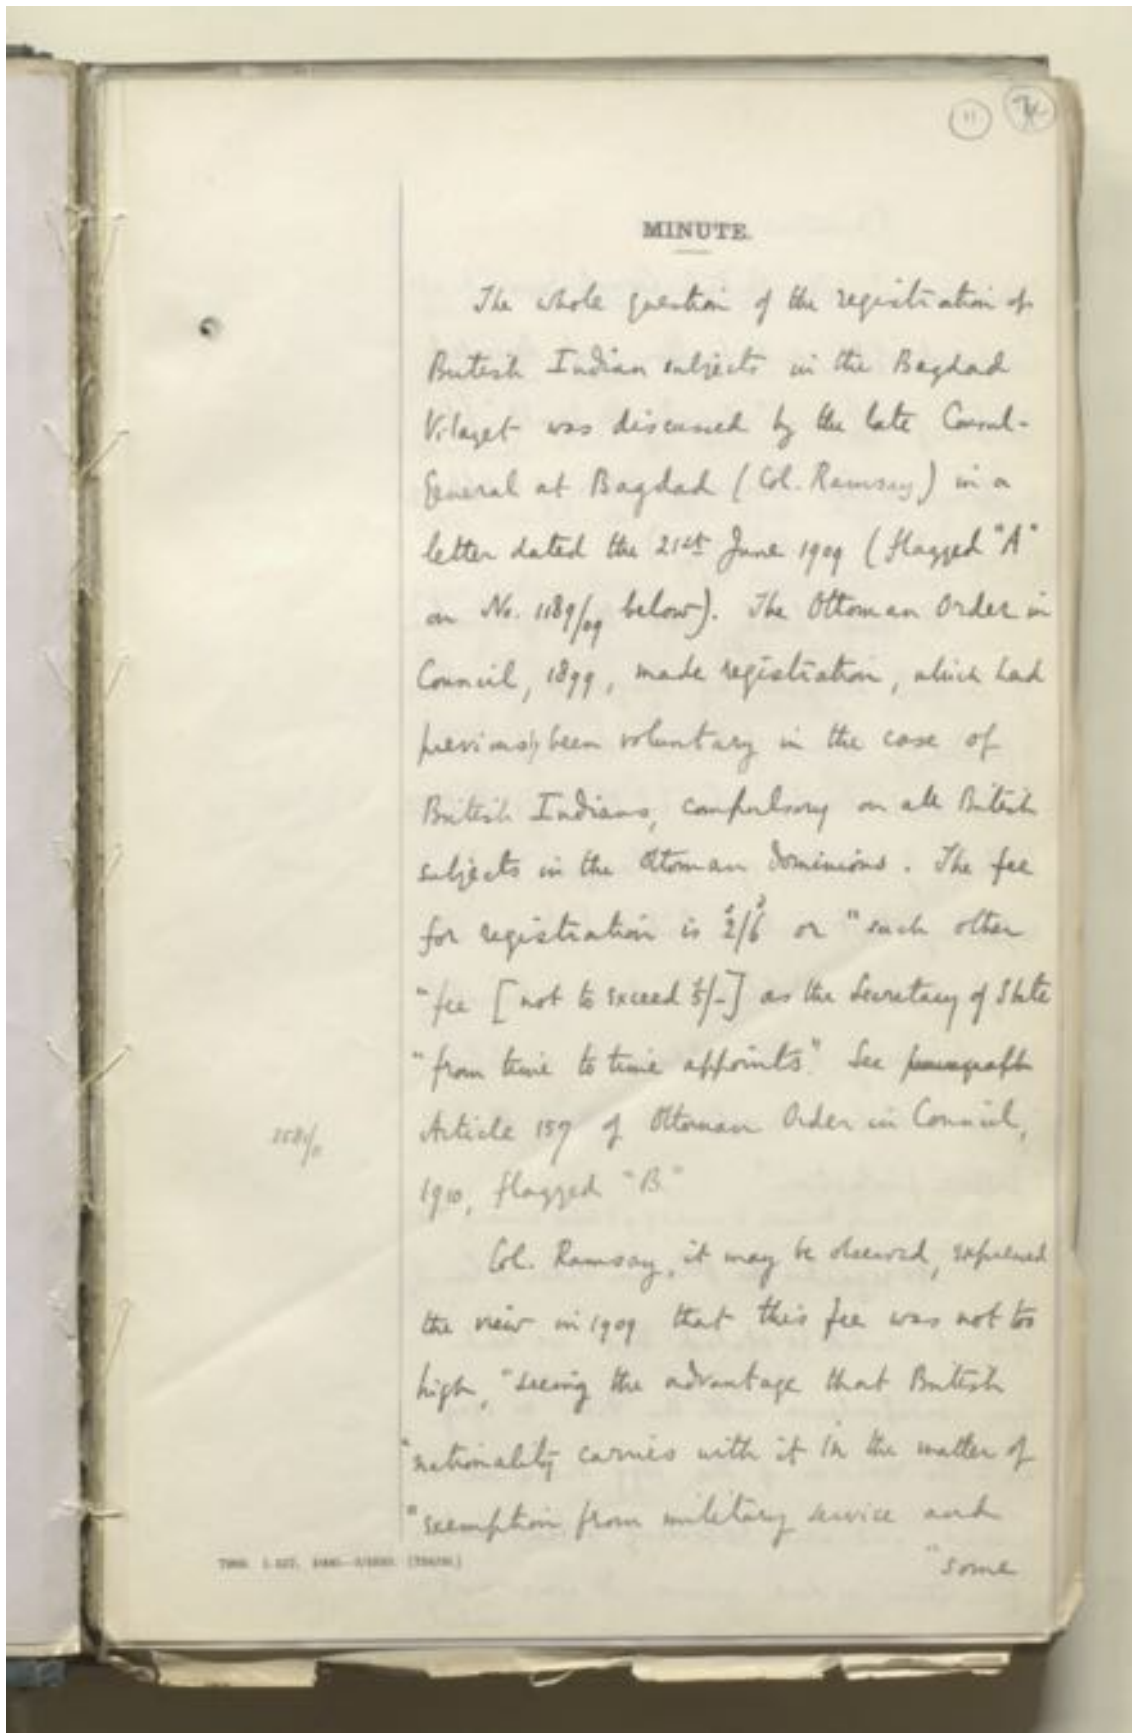 11
MINUTE.
The whole question of the registration of
British Indian subjects in the Bagdad
Vilayet was discussed by the late Consul-
General at Bagdad (Col. Ramsay) in a
letter dated the 21st June 1909 (flagged "A"
on No. 1189/09 below). The Ottoman Order in
Council, 1899, made registration, which had
previously been voluntary in the case of
British Indians, compulsory on all British
subjects in the Ottoman Dominions. The fee
for registration is 2s/6d or "such other
"fee [not to exceed 5s/-] as the Secretary of State
"from time to time appoints." See
Article 157 of Ottoman Order in Council,
1910, flagged "B."
Col. Ramsay, it may be observed, expressed
the view in 1909 that this fee was not too
high, "seeing the advantage that British
"nationality carries with it in the matter of
"exemption from military service and
"some